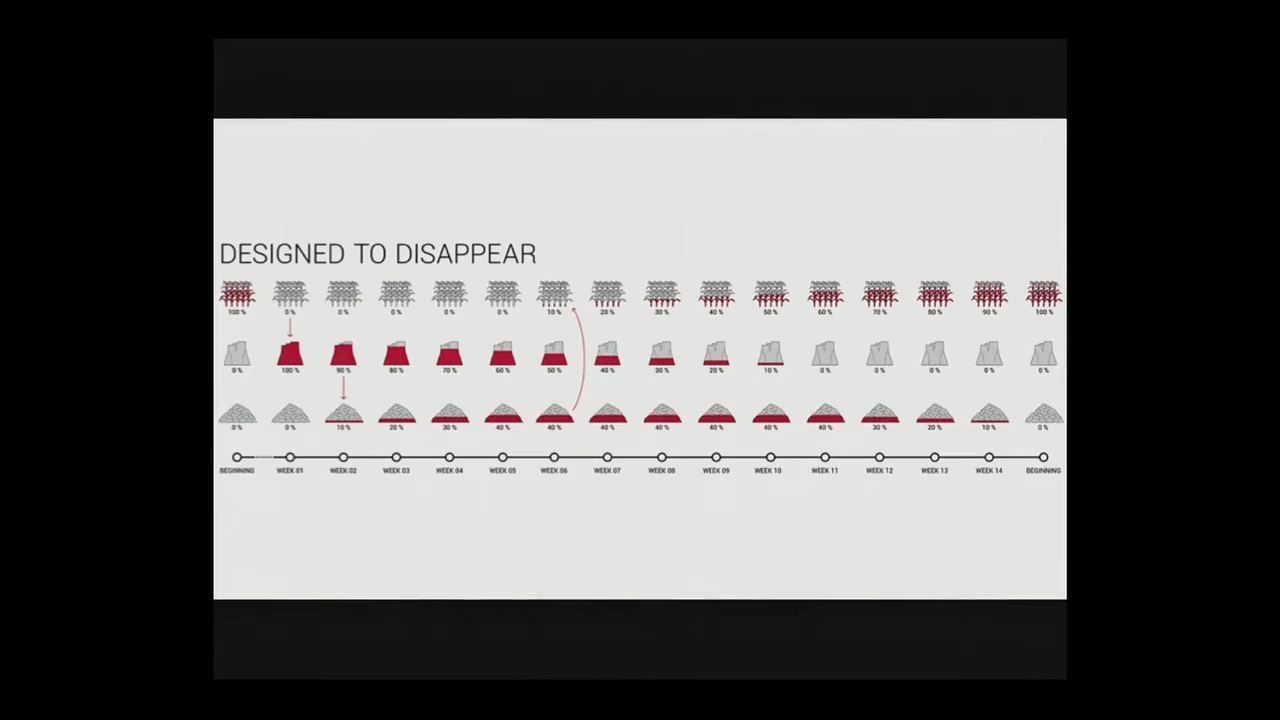 DESIGNED TO DISAPPEAR
100 % 0 % 0 % 0 % 0 % 0 % 10 % 20 % 30 % 40 % 50 % 60 % 70 % 80 % 90 % 100 %
0 % 100 % 90 % 80 % 70 % 60 % 50 % 40 % 30 % 20 % 10 % 0 % 0 % 0 % 0 % 0 %
0 % 0 % 10 % 20 % 30 % 40 % 40 % 40 % 40 % 40 % 40 % 40 % 30 % 20 % 10 % 0 %
BEGINNING WEEK 01 WEEK 02 WEEK 03 WEEK 04 WEEK 05 WEEK 06 WEEK 07 WEEK 08 WEEK 09 WEEK 10 WEEK 11 WEEK 12 WEEK 13 WEEK 14 BEGINNING